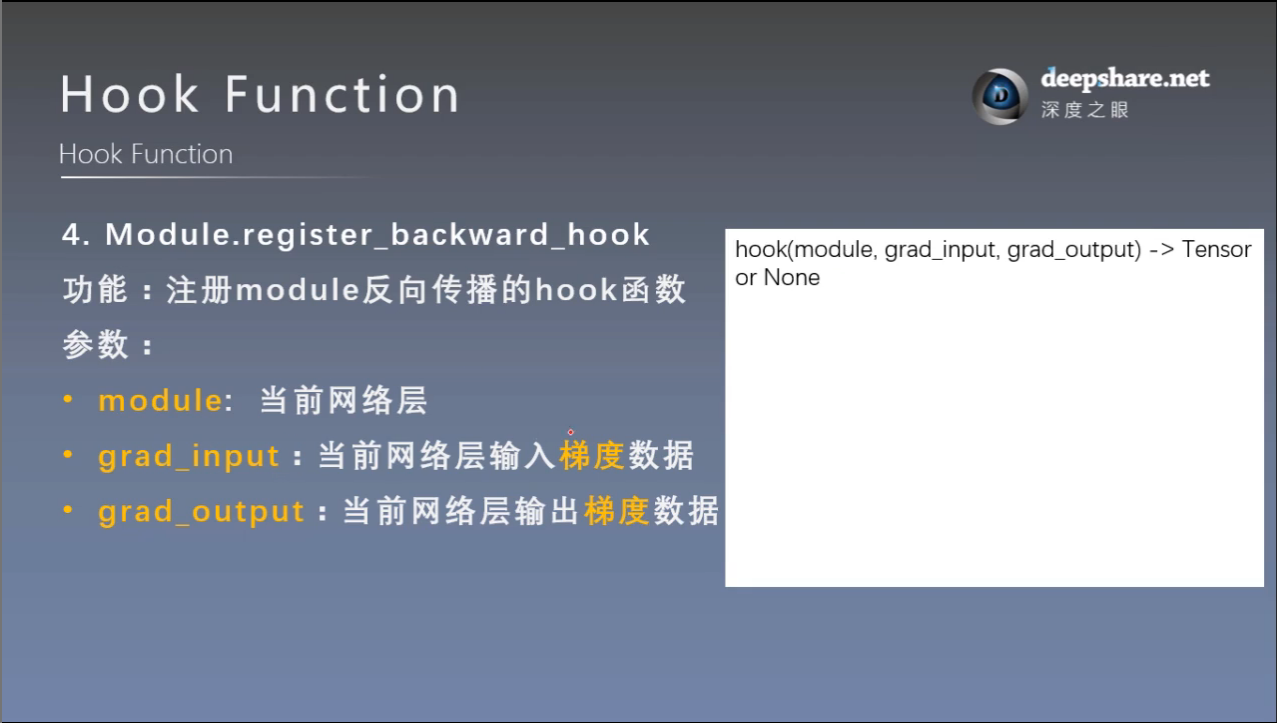 Hook Function
deepshare.net
深度之眼
Hook Function
4. Module.register_backward_hook
功能：注册module反向传播的hook函数
参数：
• module: 当前网络层
• grad_input：当前网络层输入梯度数据
• grad_output：当前网络层输出梯度数据
hook(module, grad_input, grad_output) -> Tensor
or None